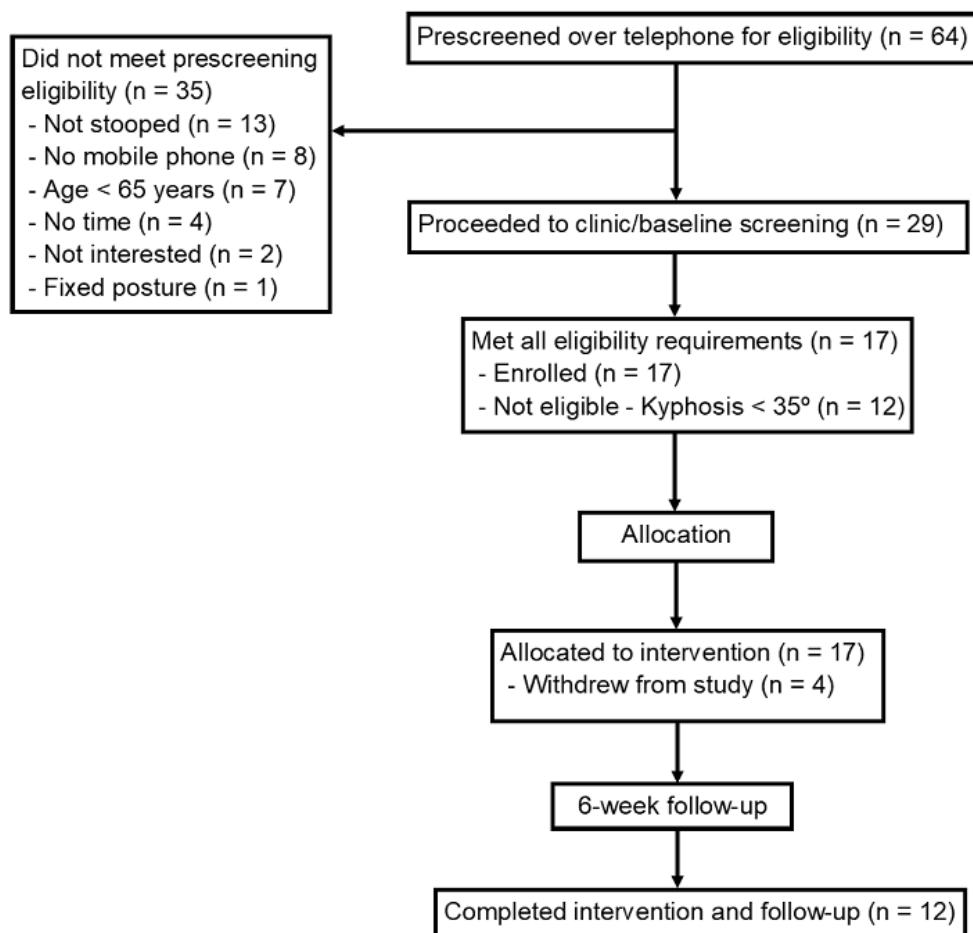 Prescreened over telephone for eligibility (n = 64)
Did not meet prescreening
eligibility (n = 35)
- Not stooped (n = 13)
- No mobile phone (n = 8)
- Age < 65 years (n = 7)
- No time (n = 4)
- Not interested (n = 2)
- Fixed posture (n = 1)
Proceeded to clinic/baseline screening (n = 29)
Met all eligibility requirements (n = 17)
- Enrolled (n = 17)
- Not eligible - Kyphosis < 35º (n = 12)
Allocation
Allocated to intervention (n = 17)
- Withdrew from study (n = 4)
6-week follow-up
Completed intervention and follow-up (n = 12)